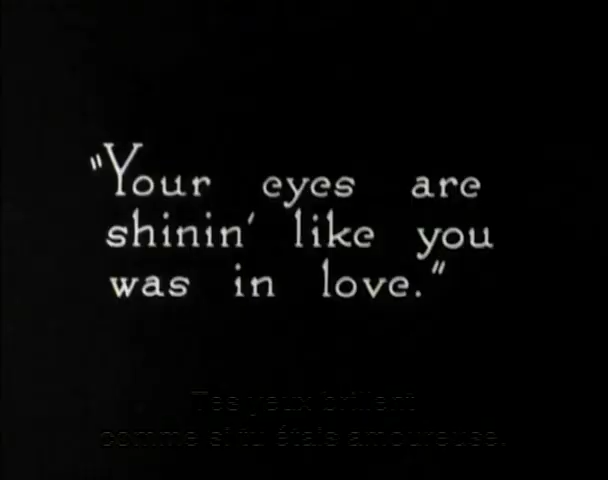 "Your eyes are
shinin' like you
was in love."
Tes yeux brillent
comme si tu étais amoureuse.